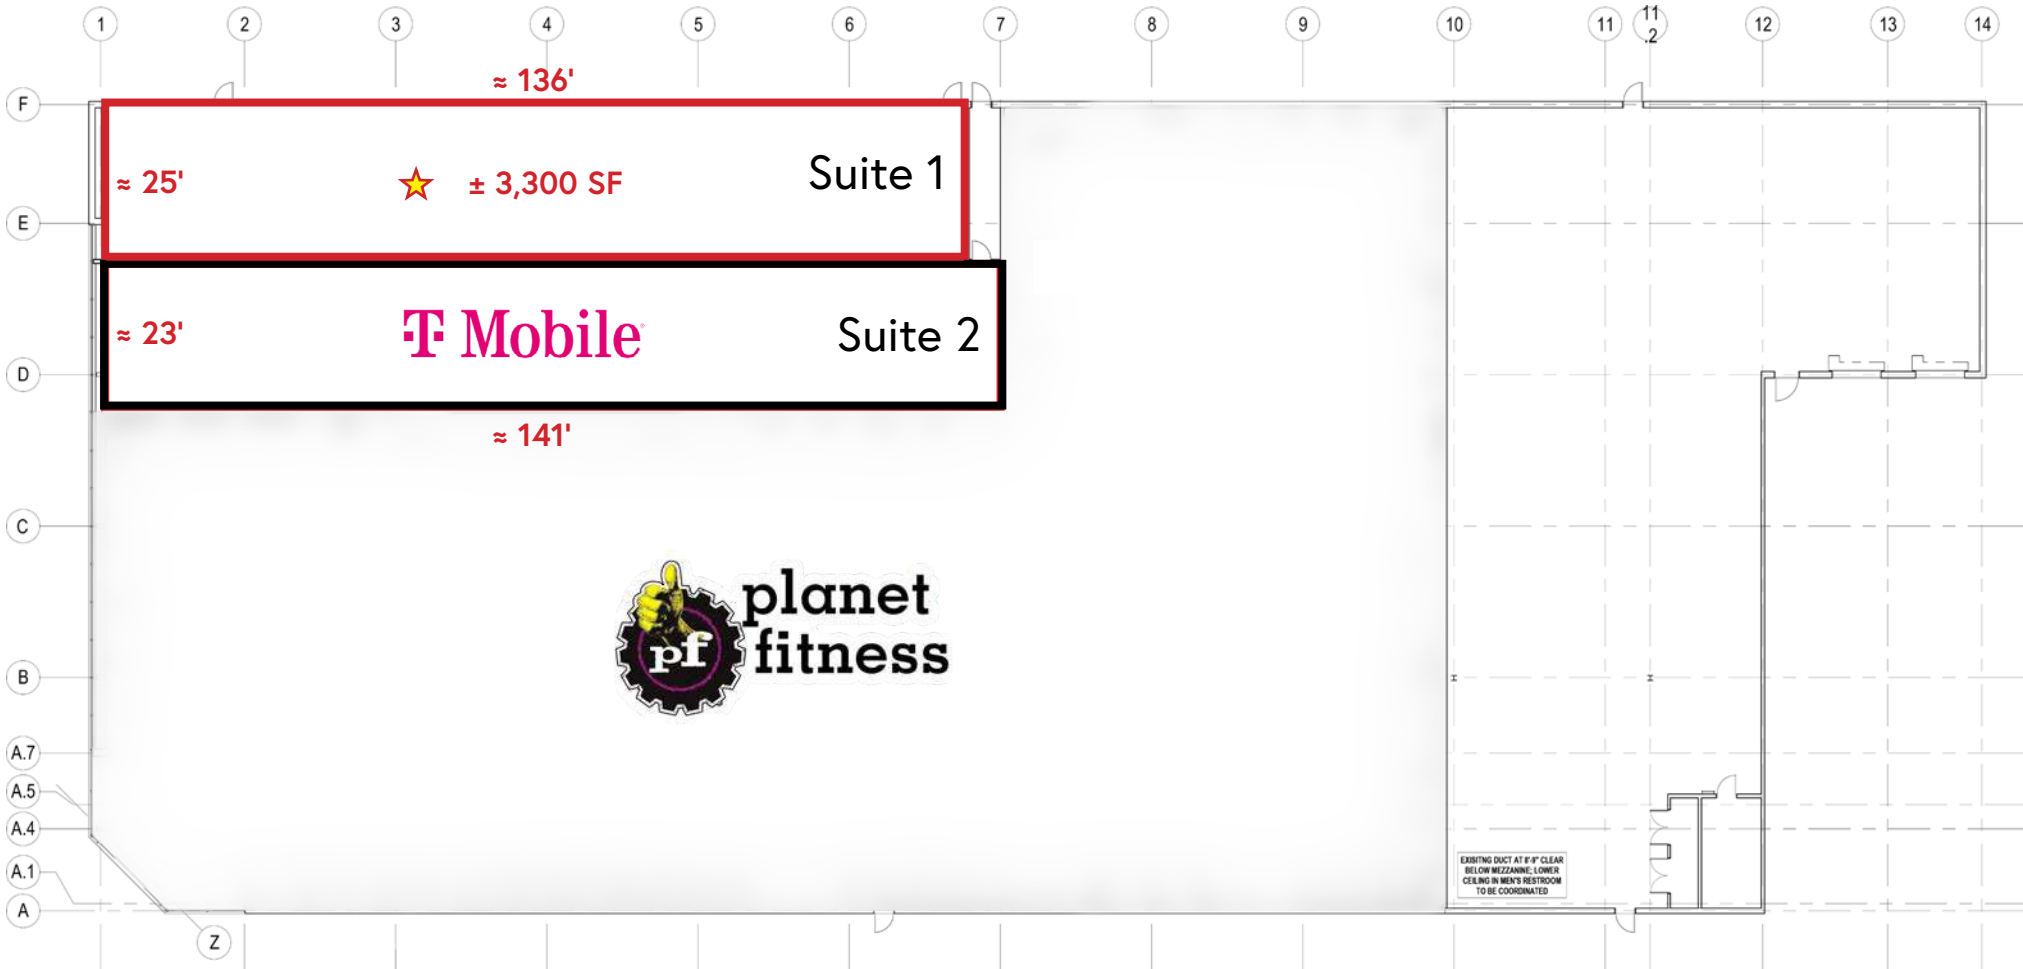 1 2 3 4 5 6 7 8 9 10 11 11.2 12 13 14
≈ 136'
F
≈ 25'
± 3,300 SF
Suite 1
E
≈ 23'
T Mobile
Suite 2
D
≈ 141'
C
planet
fitness
pf
B
A.7
A.5
A.4
EXISITNG DUCT AT 8'-9" CLEAR
BELOW MEZZANINE; LOWER
CEILING IN MEN'S RESTROOM
TO BE COORDINATED
A.1
A
Z